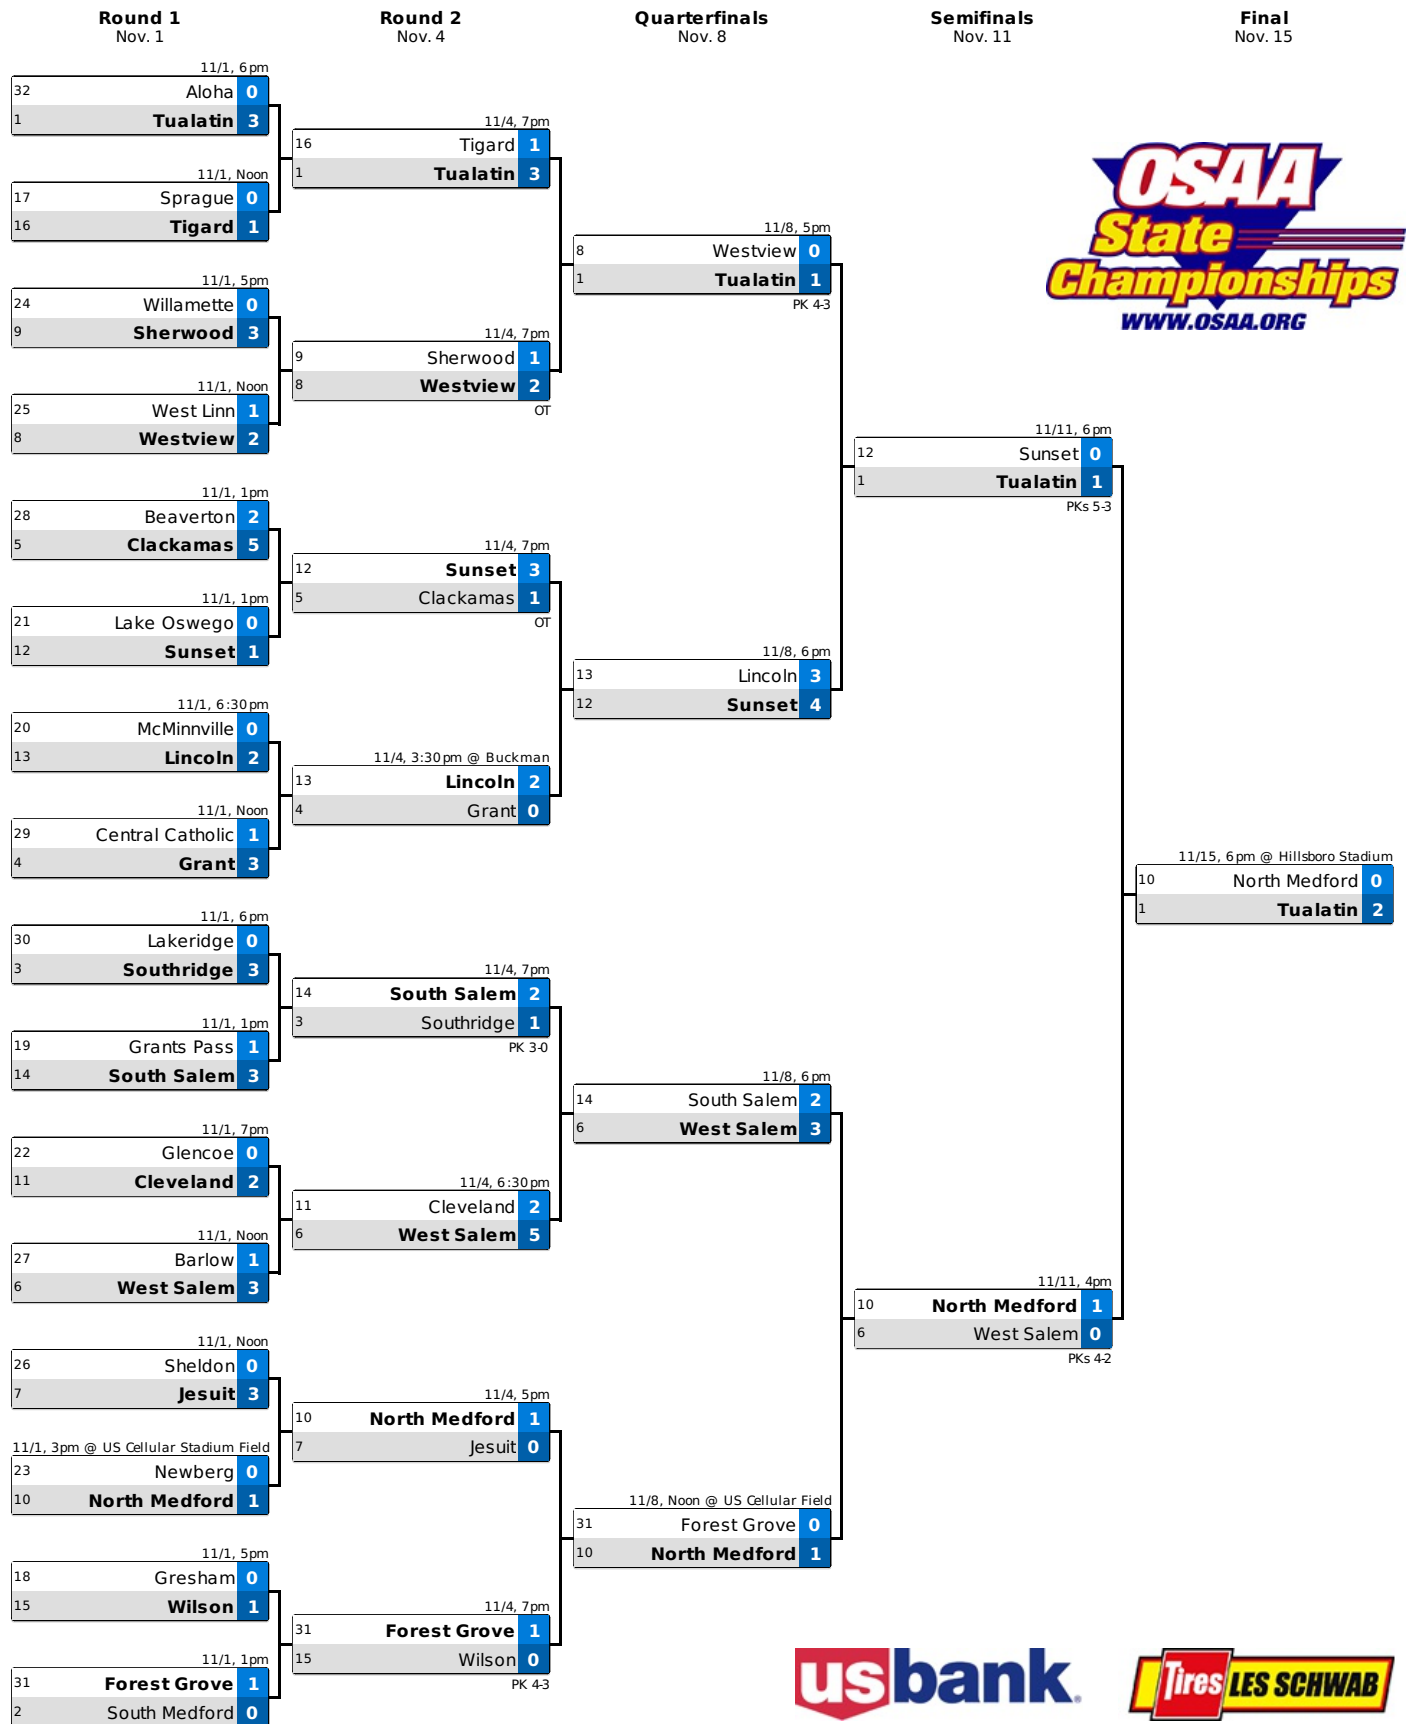 Round 1
Nov. 1
Round 2
Nov. 4
Quarterfinals
Nov. 8
Semifinals
Nov. 11
Final
Nov. 15
11/1, 6pm
32 Aloha 0
1 Tualatin 3
11/1, Noon
17 Sprague 0
16 Tigard 1
11/1, 5pm
24 Willamette 0
9 Sherwood 3
11/1, Noon
25 West Linn 1
8 Westview 2
11/1, 1pm
28 Beaverton 2
5 Clackamas 5
11/1, 1pm
21 Lake Oswego 0
12 Sunset 1
11/1, 6:30pm
20 McMinnville 0
13 Lincoln 2
11/1, Noon
29 Central Catholic 1
4 Grant 3
11/1, 6pm
30 Lakeridge 0
3 Southridge 3
11/1, 1pm
19 Grants Pass 1
14 South Salem 3
11/1, 7pm
22 Glencoe 0
11 Cleveland 2
11/1, Noon
27 Barlow 1
6 West Salem 3
11/1, Noon
26 Sheldon 0
7 Jesuit 3
11/1, 3pm @ US Cellular Stadium Field
23 Newberg 0
10 North Medford 1
11/1, 5pm
18 Gresham 0
15 Wilson 1
11/1, 1pm
31 Forest Grove 1
2 South Medford 0
11/4, 7pm
16 Tigard 1
1 Tualatin 3
11/4, 7pm
9 Sherwood 1
8 Westview 2
OT
11/4, 7pm
12 Sunset 3
5 Clackamas 1
OT
11/4, 3:30pm @ Buckman
13 Lincoln 2
4 Grant 0
11/4, 7pm
14 South Salem 2
3 Southridge 1
PK 3-0
11/4, 6:30pm
11 Cleveland 2
6 West Salem 5
11/4, 5pm
10 North Medford 1
7 Jesuit 0
11/4, 7pm
31 Forest Grove 1
15 Wilson 0
PK 4-3
11/8, 5pm
8 Westview 0
1 Tualatin 1
PK 4-3
11/8, 6pm
13 Lincoln 3
12 Sunset 4
11/8, 6pm
14 South Salem 2
6 West Salem 3
11/8, Noon @ US Cellular Field
31 Forest Grove 0
10 North Medford 1
11/11, 6pm
12 Sunset 0
1 Tualatin 1
PKs 5-3
11/11, 4pm
10 North Medford 1
6 West Salem 0
PKs 4-2
11/15, 6pm @ Hillsboro Stadium
10 North Medford 0
1 Tualatin 2
OSAA
State
Championships
WWW.OSAA.ORG
usbank.
Tires LES SCHWAB